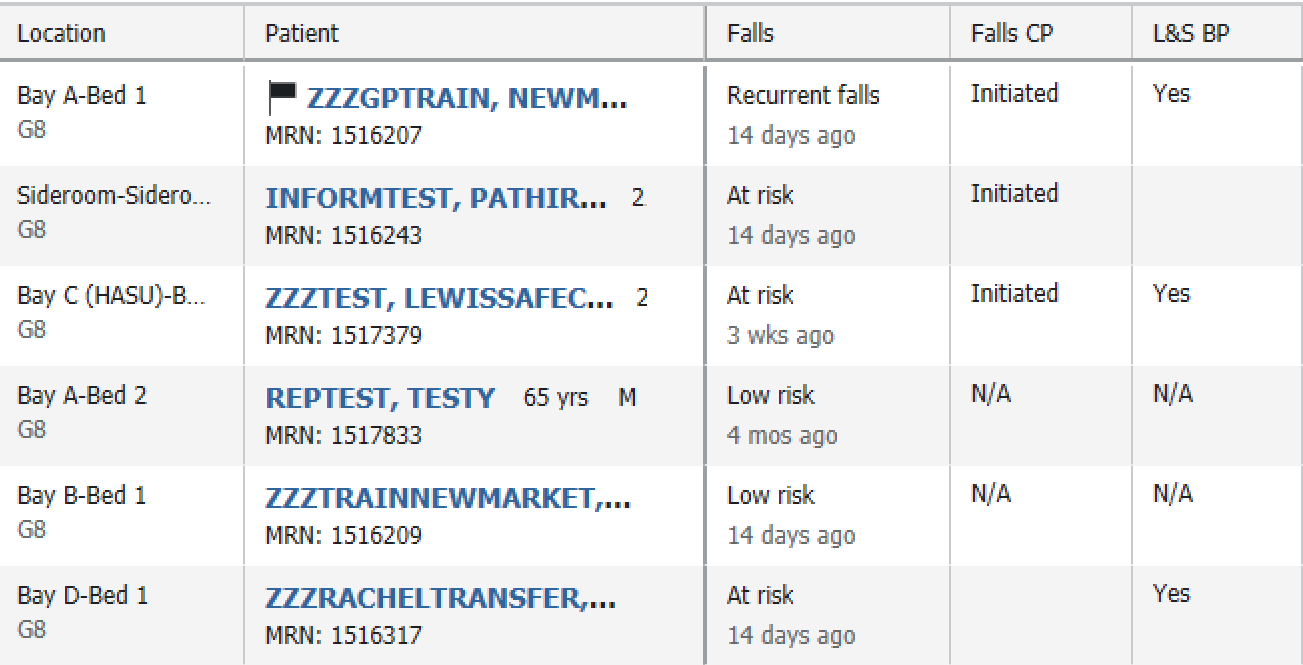 Location Patient Falls Falls CP L&S BP
Bay A-Bed 1 ZZZGPTRAIN, NEWM... Recurrent falls Initiated Yes
G8 MRN: 1516207 14 days ago
Sideroom-Sidero... INFORMTEST, PATHIR... 2 At risk Initiated
G8 MRN: 1516243 14 days ago
Bay C (HASU)-B... ZZZTEST, LEWISSAFEC... 2 At risk Initiated Yes
G8 MRN: 1517379 3 wks ago
Bay A-Bed 2 REPTEST, TESTY 65 yrs M Low risk N/A N/A
G8 MRN: 1517833 4 mos ago
Bay B-Bed 1 ZZZTRAINNEWMARKET,... Low risk N/A N/A
G8 MRN: 1516209 14 days ago
Bay D-Bed 1 ZZZRACHELTRANSFER,... At risk Yes
G8 MRN: 1516317 14 days ago